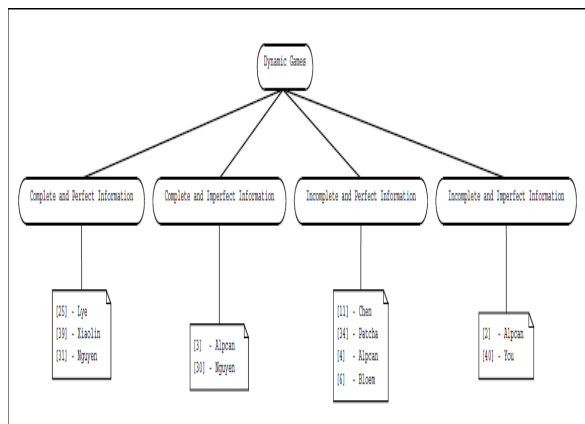 Dynamic Games
Complete and Perfect Information
Complete and Imperfect Information
Incomplete and Perfect Information
Incomplete and Imperfect Information
[25] - Lye
[39] - Xiaolin
[31] - Nguyen
[3] - Alpcan
[30] - Nguyen
[11] - Chen
[34] - Patcha
[4] - Alpcan
[6] - Bloem
[2] - Alpcan
[40] - You